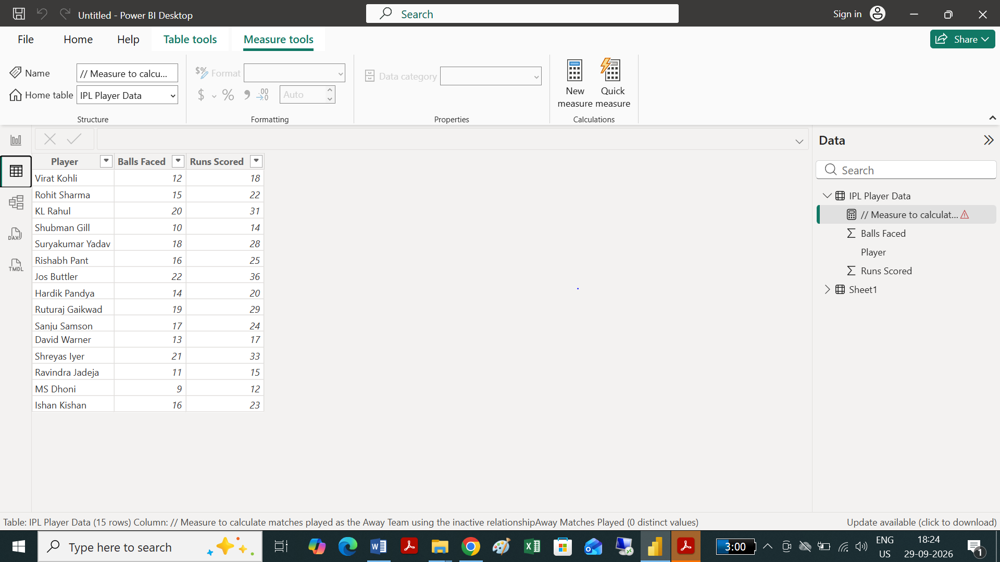 Untitled - Power BI Desktop
Search
Sign in
File Home Help Table tools Measure tools
Share
Name // Measure to calcu...
Home table IPL Player Data
Structure
$% Format
$ % 9 .00 →.0 Auto
Formatting
Data category
Properties
New measure
Quick measure
Calculations
Player Balls Faced Runs Scored
Virat Kohli 12 18
Rohit Sharma 15 22
KL Rahul 20 31
Shubman Gill 10 14
Suryakumar Yadav 18 28
Rishabh Pant 16 25
Jos Buttler 22 36
Hardik Pandya 14 20
Ruturaj Gaikwad 19 29
Sanju Samson 17 24
David Warner 13 17
Shreyas Iyer 21 33
Ravindra Jadeja 11 15
MS Dhoni 9 12
Ishan Kishan 16 23
DAX
TMDL
Data
Search
IPL Player Data
// Measure to calculat...
Balls Faced
Player
Runs Scored
Sheet1
Table: IPL Player Data (15 rows) Column: // Measure to calculate matches played as the Away Team using the inactive relationshipAway Matches Played (0 distinct values)
Update available (click to download)
Type here to search
3:00
ENG
US
18:24
29-09-2026
1